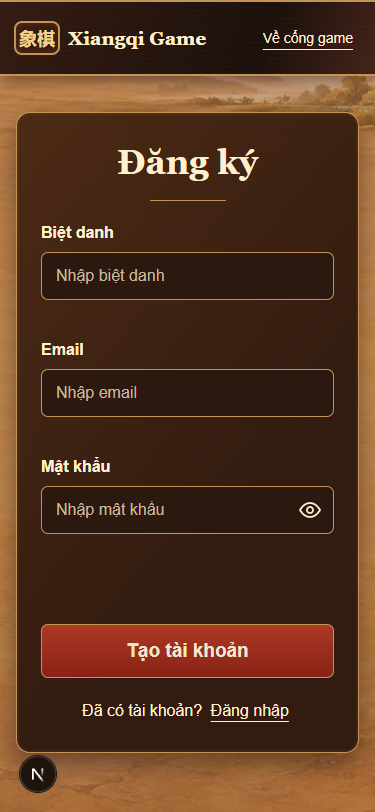 象棋 Xiangqi Game Về cổng game
Đăng ký
Biệt danh
Nhập biệt danh
Email
Nhập email
Mật khẩu
Nhập mật khẩu
Tạo tài khoản
Đã có tài khoản? Đăng nhập
N